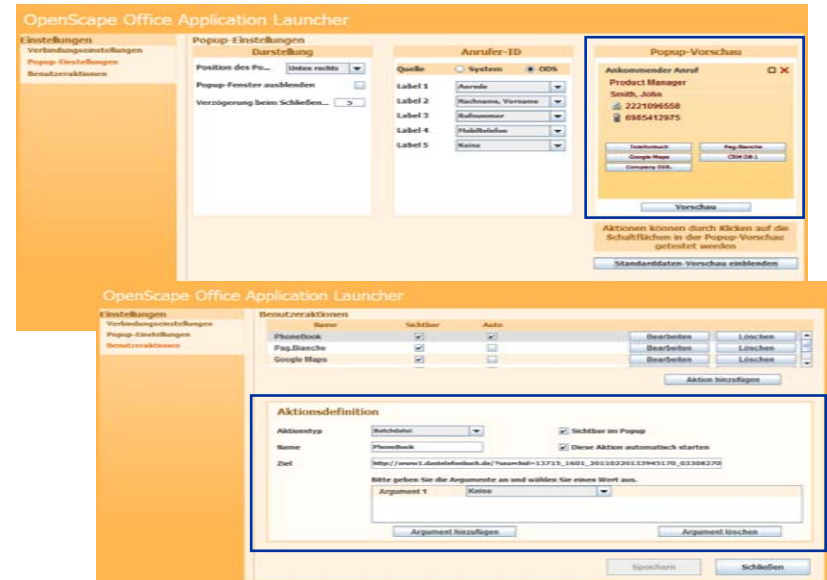 OpenScape Office Application Launcher
Einstellungen
Verbindungseinstellungen
Popup-Einstellungen
Benutzeraktionen
Popup-Einstellungen
Darstellung
Position des Po... Unten rechts
Popup-Fenster ausblenden
Verzögerung beim Schließen... 5
Anrufer-ID
Quelle System ODS
Label 1 Anrede
Label 2 Nachname, Vorname
Label 3 Rufnummer
Label 4 Mobiltelefon
Label 5 Keine
Popup-Vorschau
Ankommender Anruf
Product Manager
Smith, John
2221096558
6985412975
Telefonbuch Pag.Bianche
Google Maps CRM DB 1
Company
Vorschau
Aktionen können durch Klicken auf die
Schaltflächen in der Popup-Vorschau
getestet werden
Standarddaten-Vorschau einblenden
OpenScape Office Application Launcher
Einstellungen
Verbindungseinstellungen
Popup-Einstellungen
Benutzeraktionen
Benutzeraktionen
Name Sichtbar Auto
PhoneBook Bearbeiten Löschen
Pag.Bianche Bearbeiten Löschen
Google Maps Bearbeiten Löschen
Aktion hinzufügen
Aktionsdefinition
Aktionstyp Batchdatei Sichtbar im Popup
Name PhoneBook Diese Aktion automatisch starten
Ziel
Bitte geben Sie die Argumente an und wählen Sie einen Wert aus.
Argument 1 Keine
Argument hinzufügen Argument löschen
Speichern Schließen